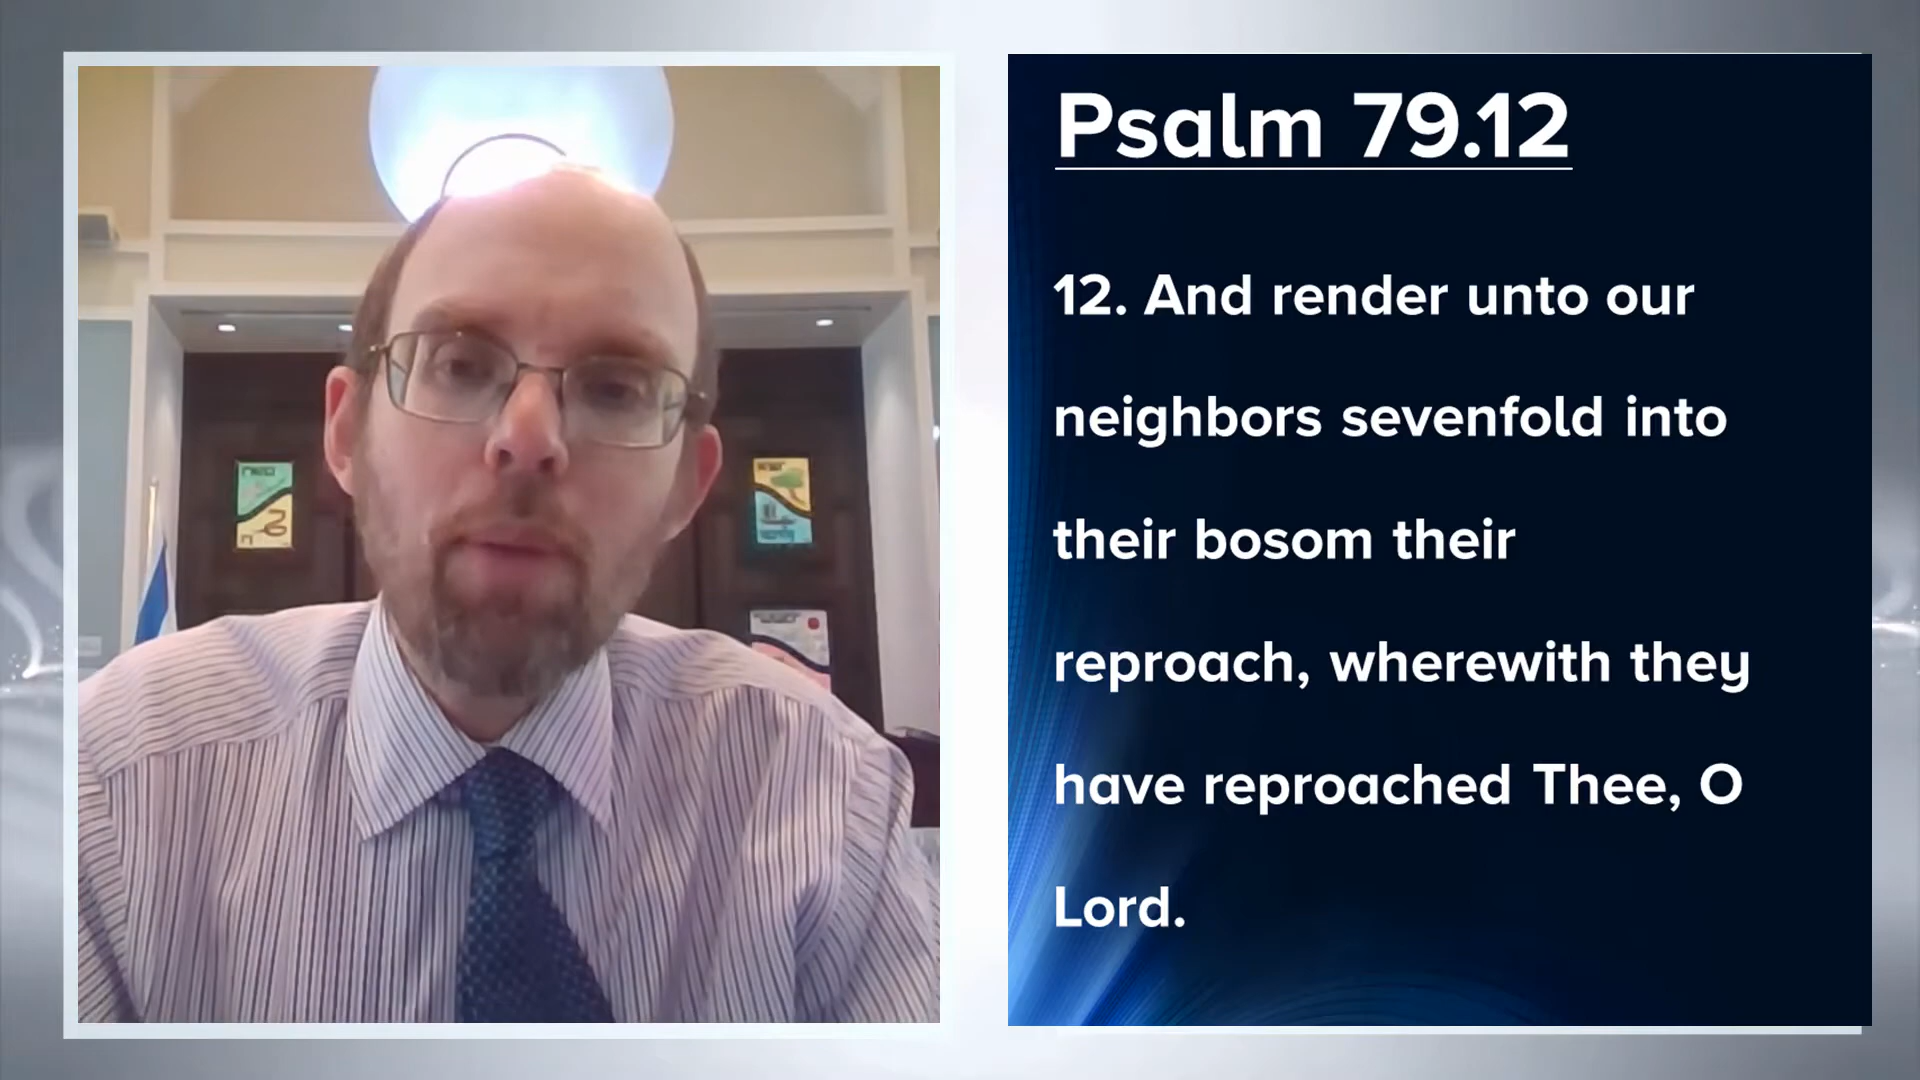 Psalm 79.12
12. And render unto our
neighbors sevenfold into
their bosom their
reproach, wherewith they
have reproached Thee, O
Lord.